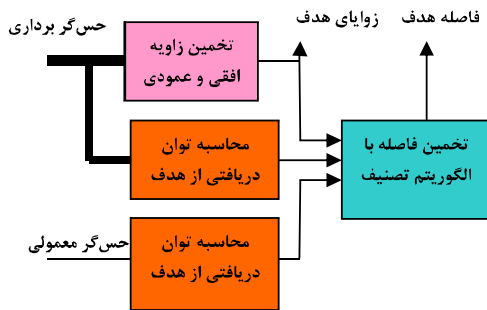 فاصله هدف
زوایای هدف
حس‌گر برداری
تخمین زاویه
افقی و عمودی
محاسبه توان
دریافتی از هدف
تخمین فاصله با
الگوریتم تصنیف
حس‌گر معمولی
محاسبه توان
دریافتی از هدف